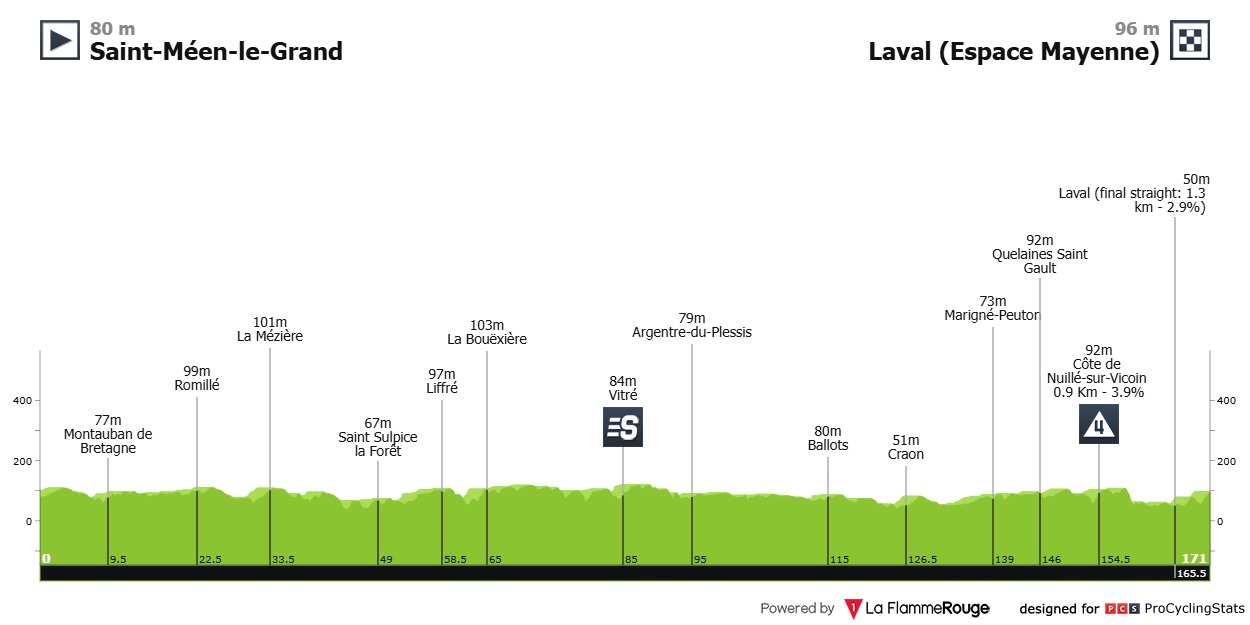 80 m
Saint-Méen-le-Grand
96 m
Laval (Espace Mayenne)
50m
Laval (final straight: 1.3
km - 2.9%)
92m
Quelaines Saint
Gault
73m
Marigné-Peuton
101m
La Mézière
103m
La Bouëxière
79m
Argentre-du-Plessis
92m
Côte de
Nuillé-sur-Vicoin
0.9 Km - 3.9%
4
99m
Romillé
97m
Liffré
84m
Vitré
S
77m
Montauban de
Bretagne
67m
Saint Sulpice
la Forêt
80m
Ballots
51m
Craon
400
200
0
400
200
0
0
9.5
22.5
33.5
49
58.5
65
85
95
115
126.5
139
146
154.5
171
165.5
Powered by 1 La FlammeRouge designed for PCS ProCyclingStats